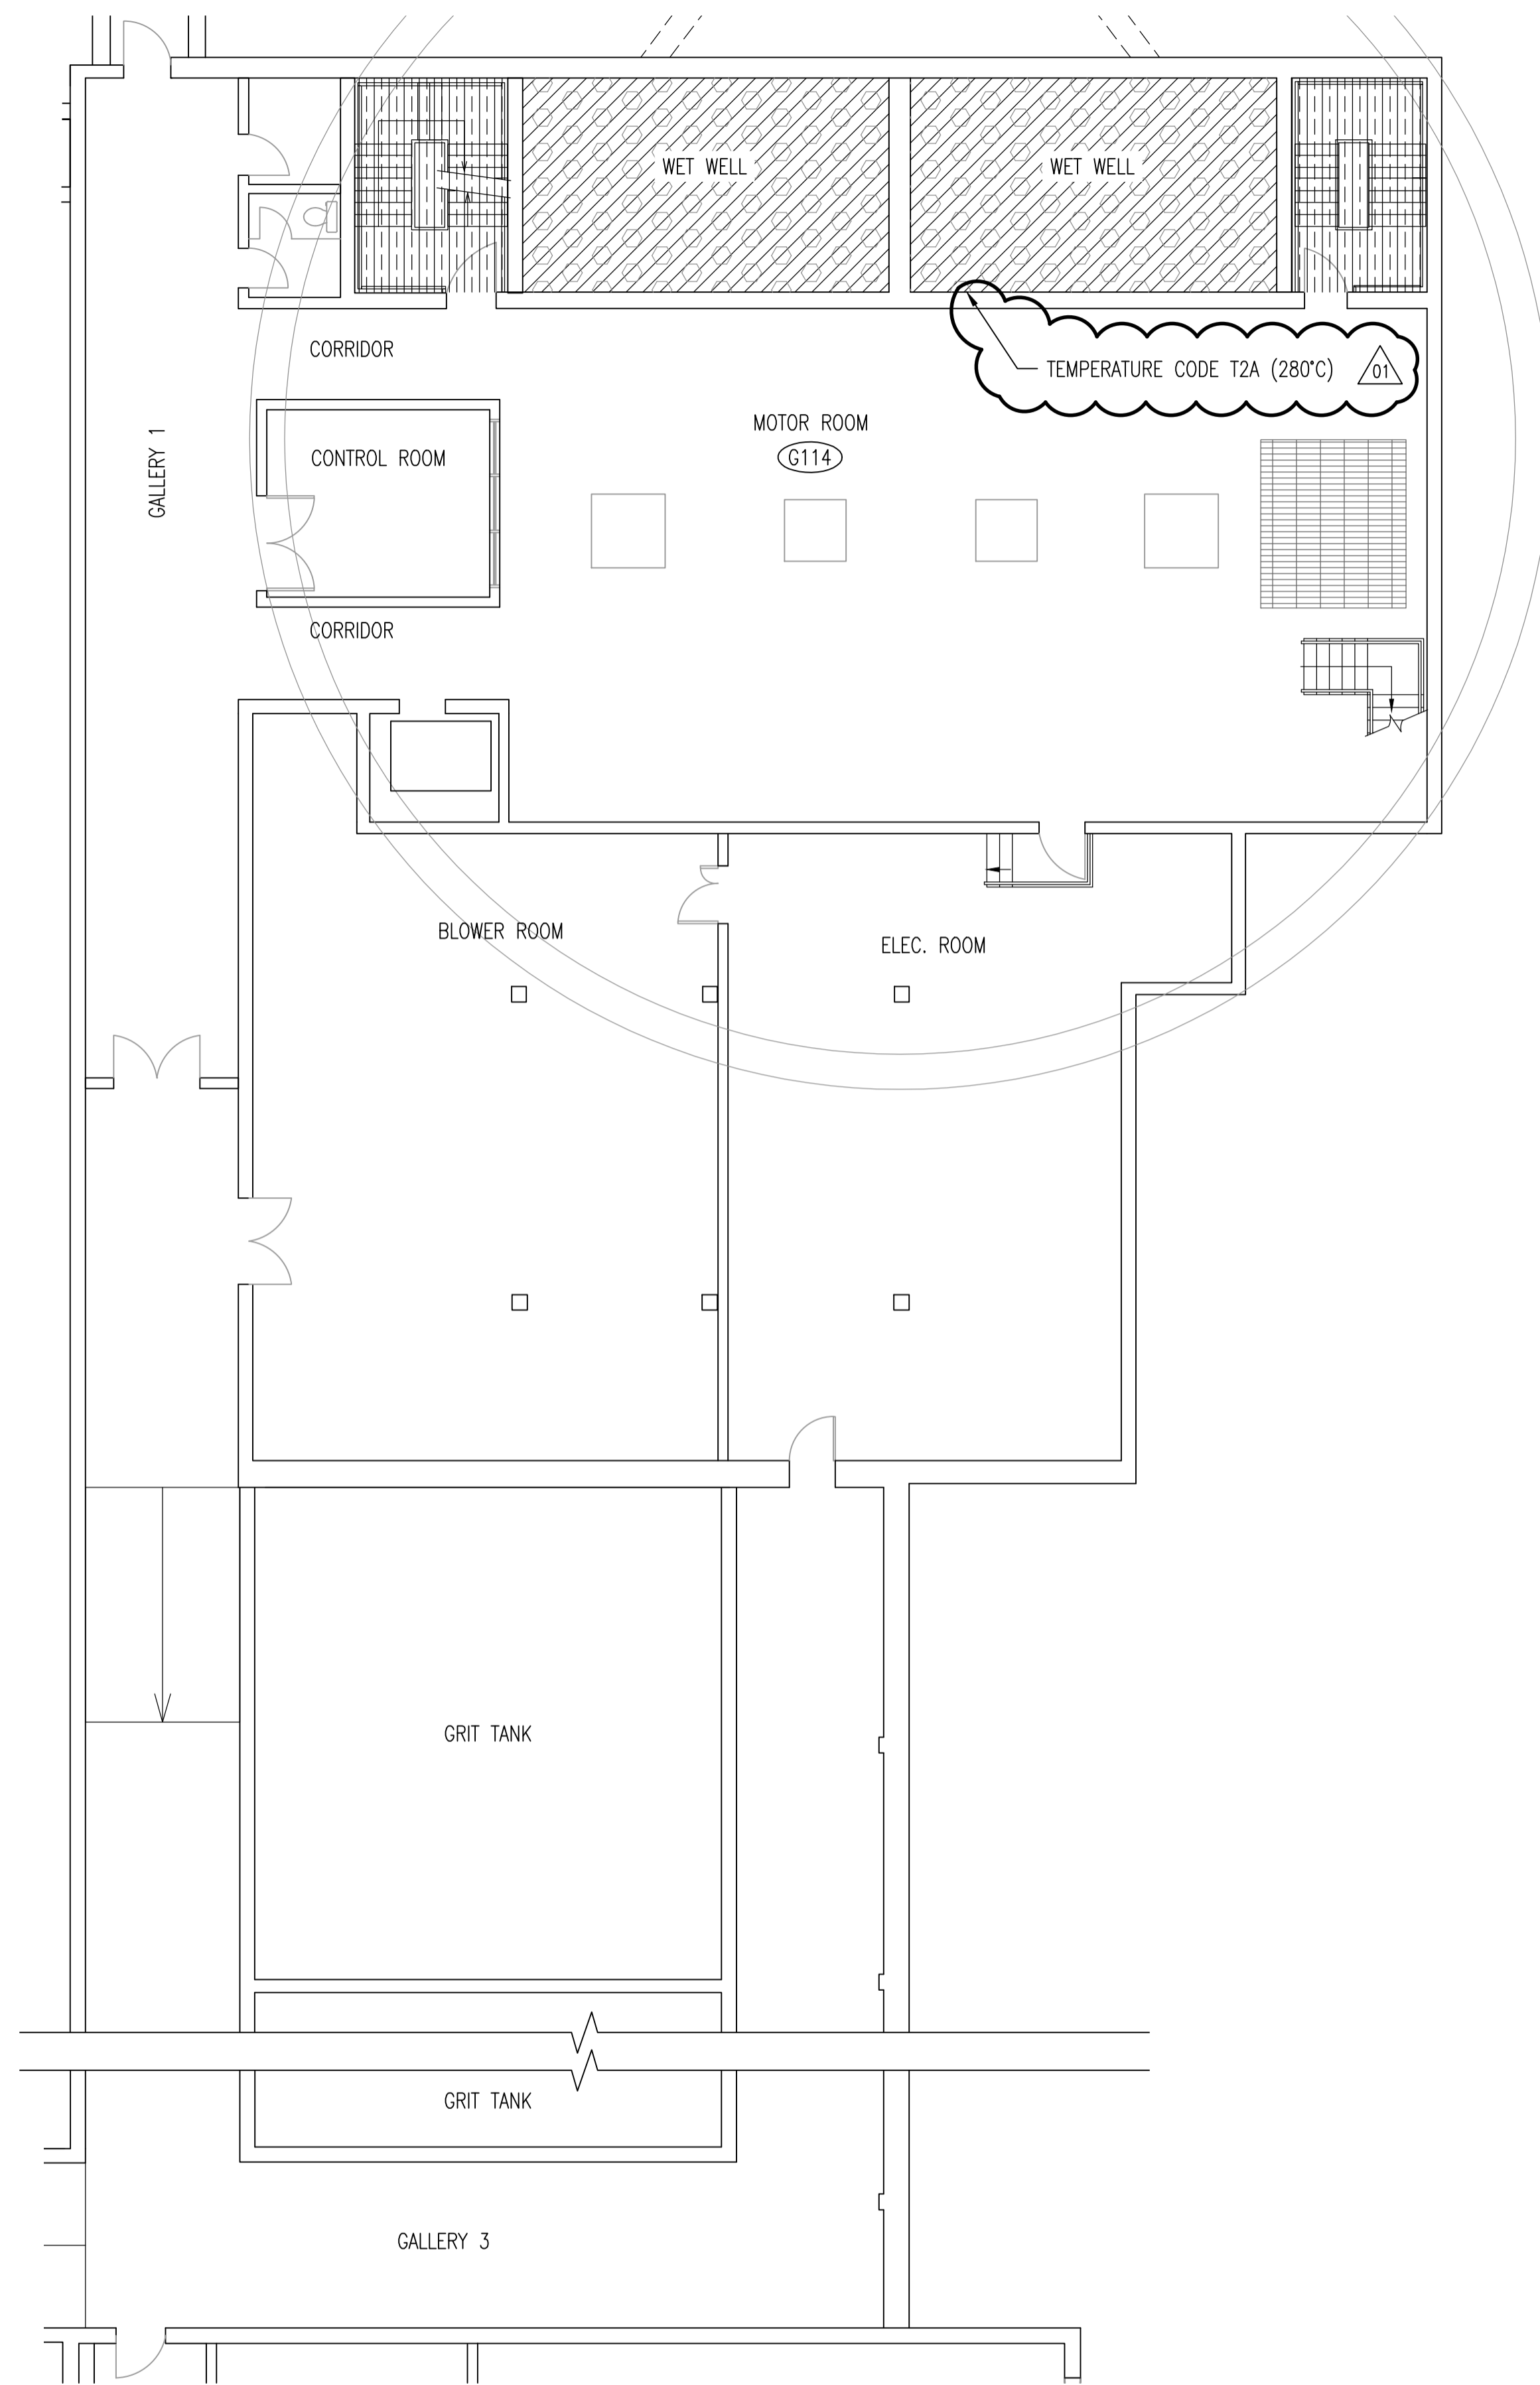 WET WELL
WET WELL
CORRIDOR
TEMPERATURE CODE T2A (280°C)
01
MOTOR ROOM
G114
GALLERY 1
CONTROL ROOM
CORRIDOR
BLOWER ROOM
ELEC. ROOM
GRIT TANK
GRIT TANK
GALLERY 3